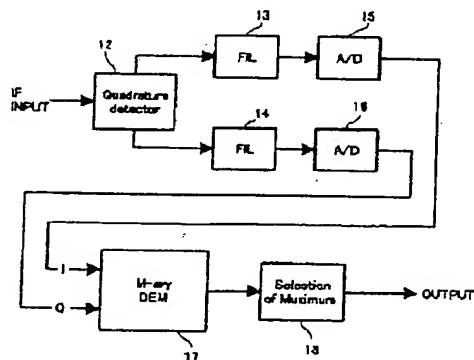 13
15
12
FIL
A/D
IF
INPUT
Quadrature
detector
14
16
FIL
A/D
I
Q
M-ary
DEM
Selection
of Maximum
OUTPUT
17
18